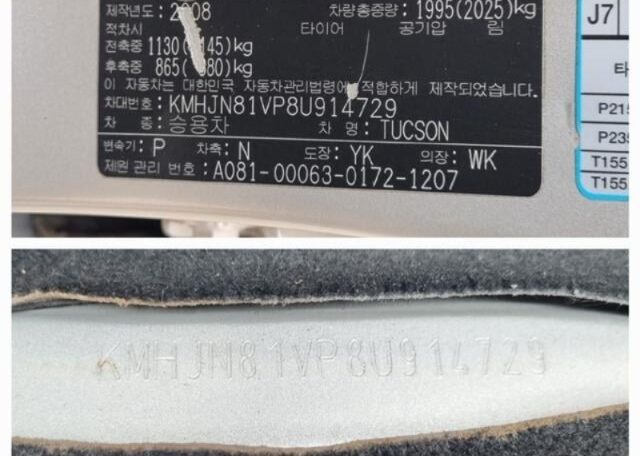 제작년도: 2008 차량총중량: 1995(2025)kg
적차시 타이어 공기압 림
전축중 1130( 145)kg
후축중 865( 80)kg
이 자동차는 대한민국 자동차관리법령에 적합하게 제작되었습니다.
차대번호: KMHJN81VP8U914729
차 종: 승용차 차 명: TUCSON
변속기: P 차축: N 도장: YK 의장: WK
제원 관리 번호: A081-00063-0172-1207
J7
타
P215
P235
T155
T155
KMHJN81VP8U914729